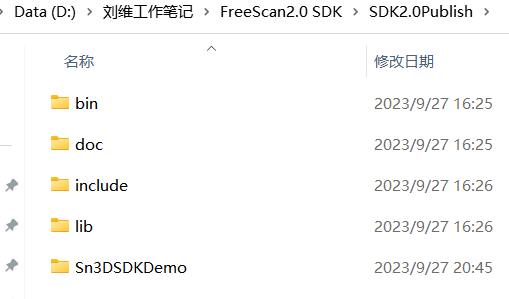 Data (D:) > 刘维工作笔记 > FreeScan2.0 SDK > SDK2.0Publish >
名称 修改日期
bin 2023/9/27 16:25
doc 2023/9/27 16:25
include 2023/9/27 16:26
lib 2023/9/27 16:26
Sn3DSDKDemo 2023/9/27 20:45